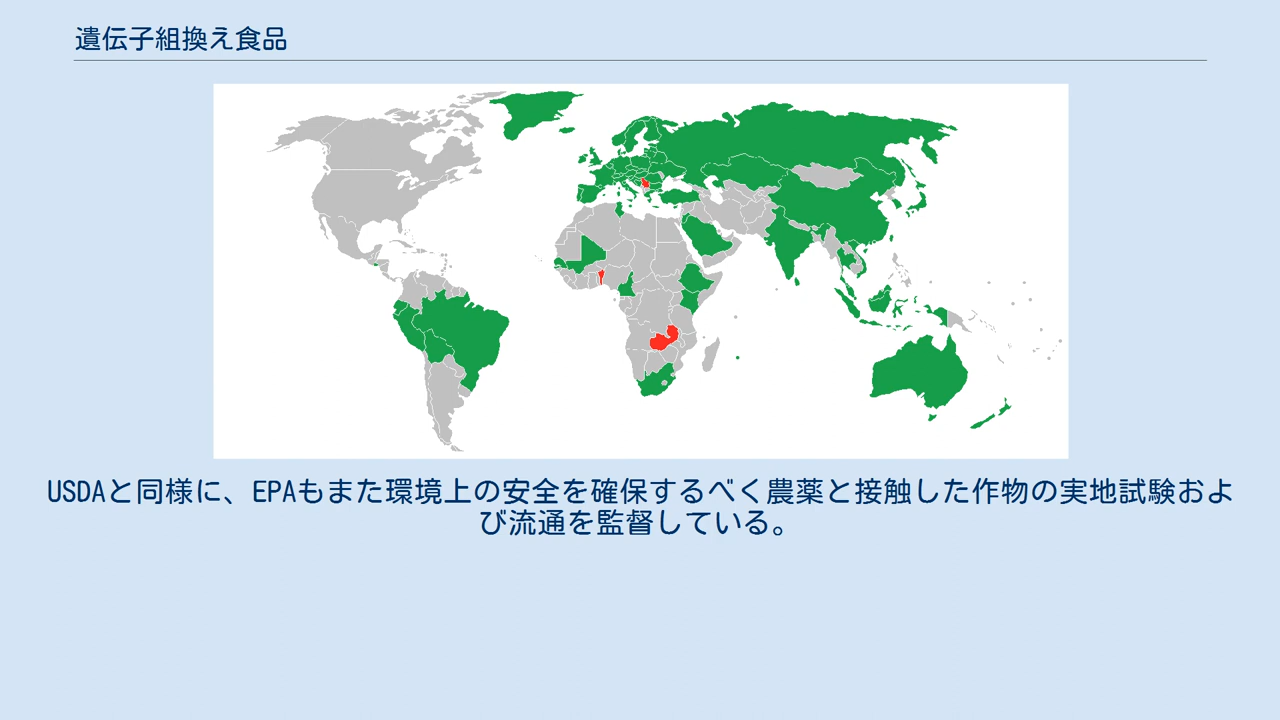 遺伝子組換え食品
USDAと同様に、EPAもまた環境上の安全を確保するべく農薬と接触した作物の実地試験およ
び流通を監督している。